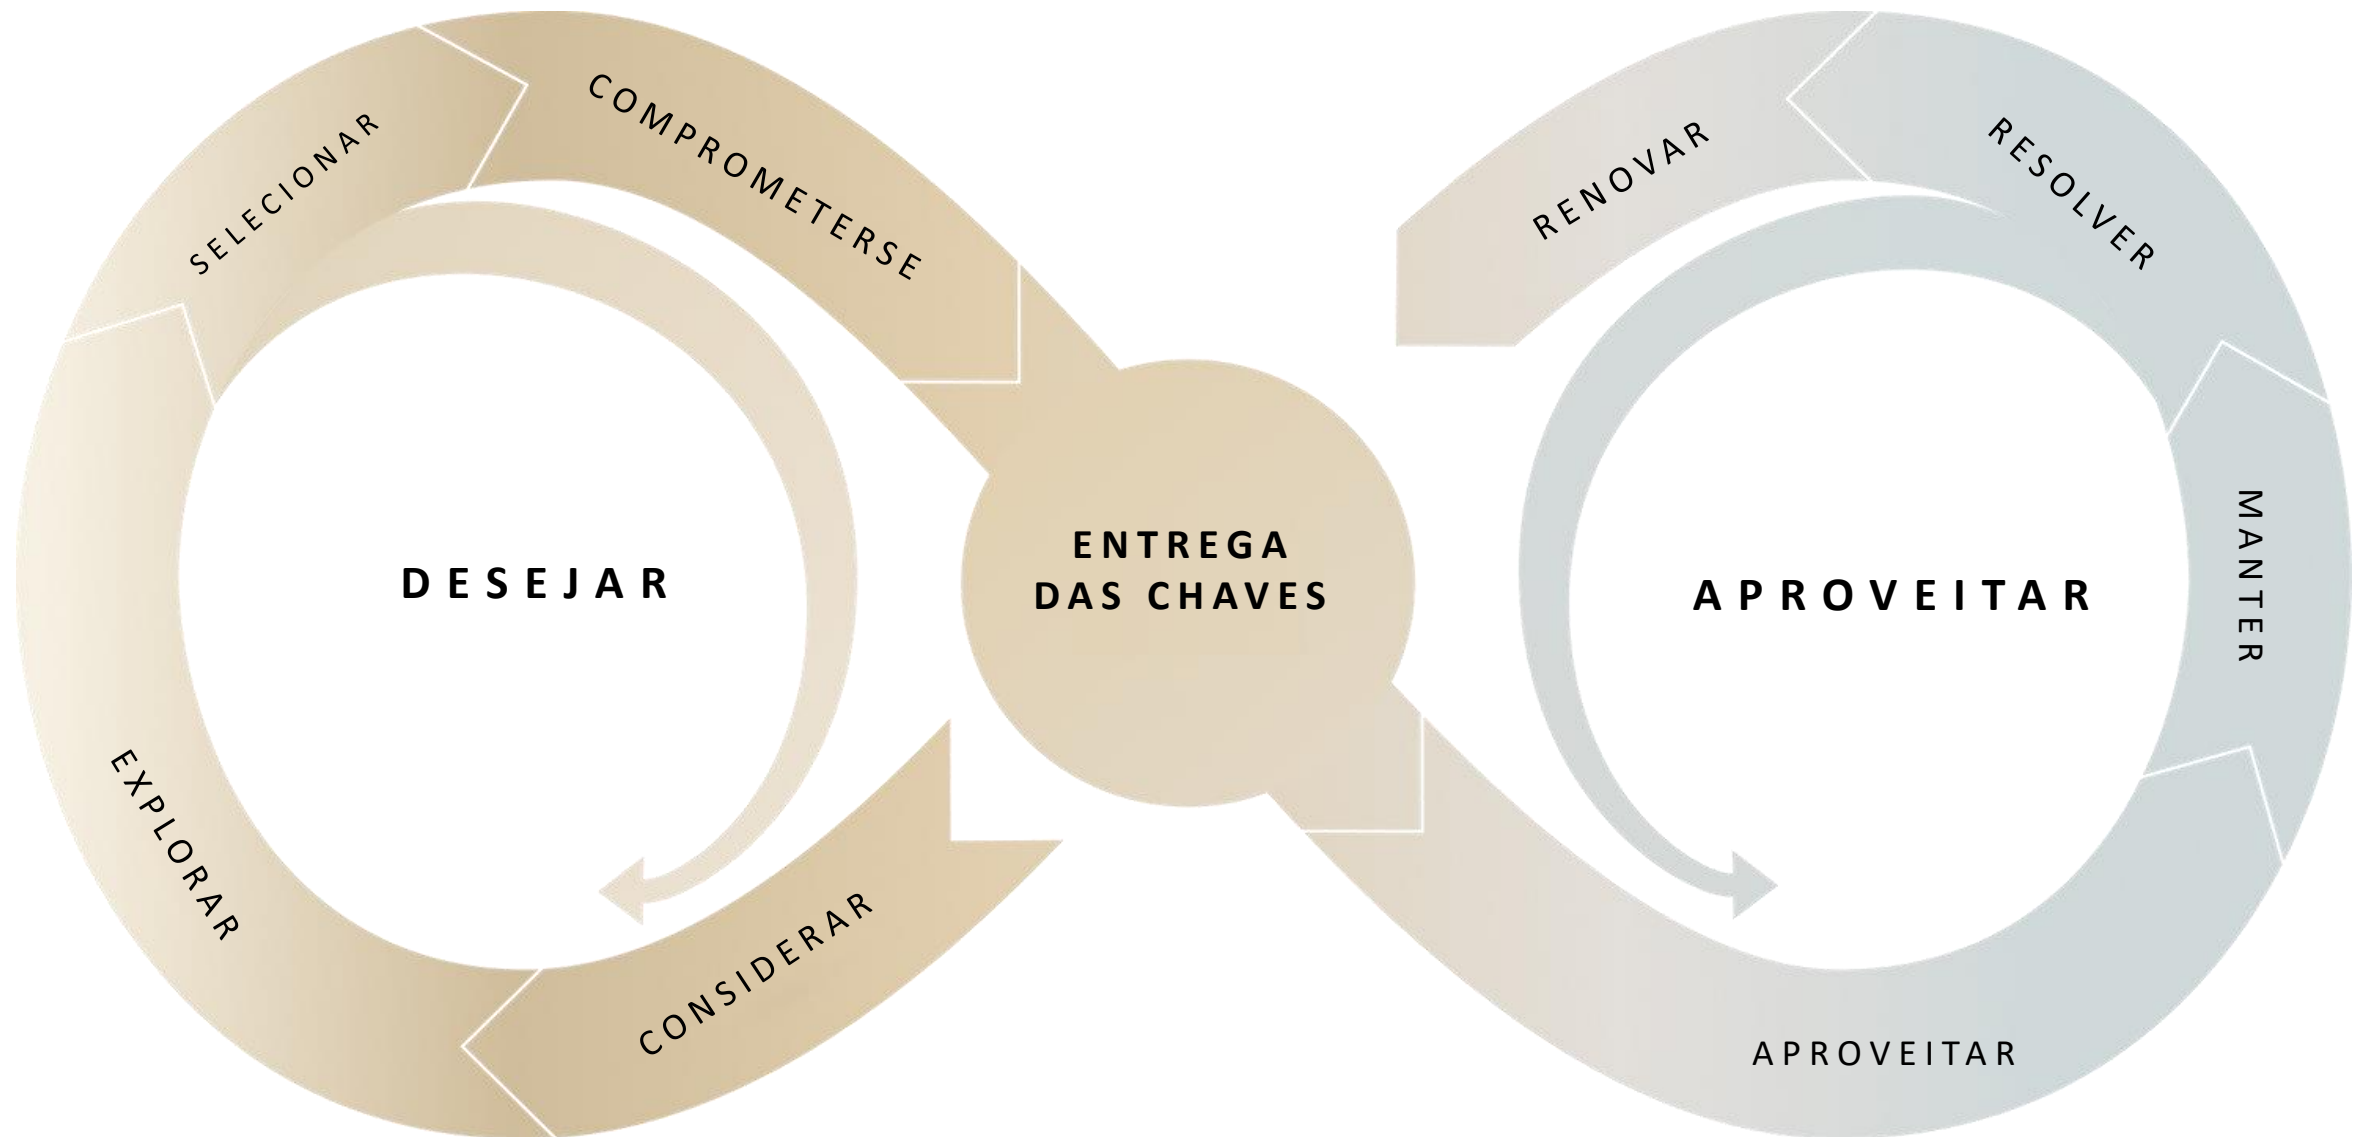 SELECIONAR
COMPROMETERSE
RENOVAR
RESOLVER
DESEJAR
ENTREGA
DAS CHAVES
APROVEITAR
MANTER
EXPLORAR
CONSIDERAR
APROVEITAR